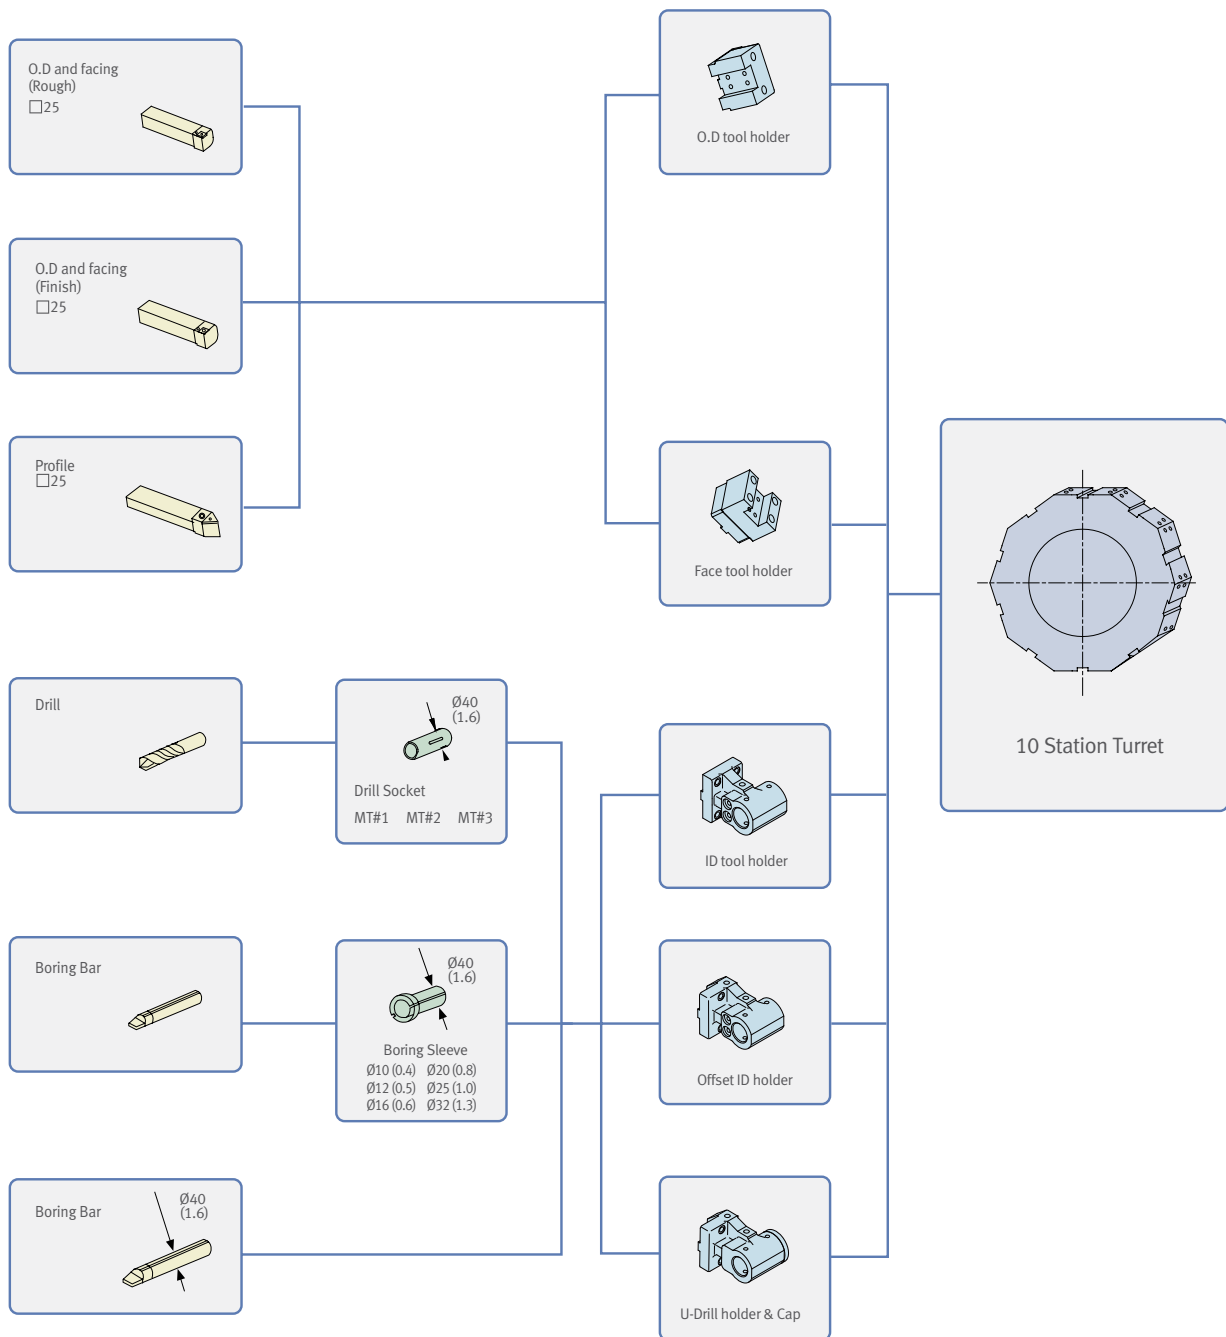 O.D and facing
(Rough)
□25
O.D tool holder
O.D and facing
(Finish)
□25
Profile
□25
Face tool holder
10 Station Turret
Drill
Ø40
(1.6)
Drill Socket
MT#1 MT#2 MT#3
ID tool holder
Boring Bar
Ø40
(1.6)
Boring Sleeve
Ø10 (0.4) Ø20 (0.8)
Ø12 (0.5) Ø25 (1.0)
Ø16 (0.6) Ø32 (1.3)
Offset ID holder
Boring Bar
Ø40
(1.6)
U-Drill holder & Cap